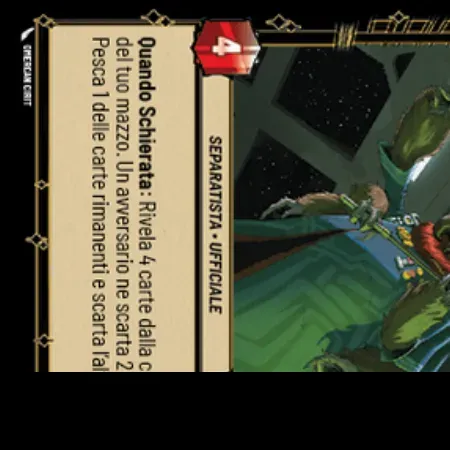 4
SEPARATISTA • UFFICIALE
Quando Schierata: Rivela 4 carte dalla
del tuo mazzo. Un avversario ne scarta 2
Pesca 1 delle carte rimanenti e scarta